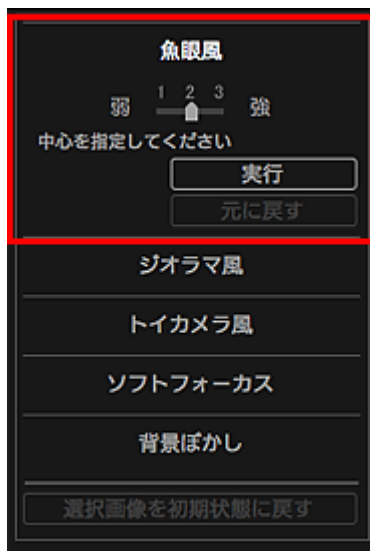 魚眼風
1 2 3
弱 強
中心を指定してください
実行
元に戻す
ジオラマ風
トイカメラ風
ソフトフォーカス
背景ぼかし
選択画像を初期状態に戻す